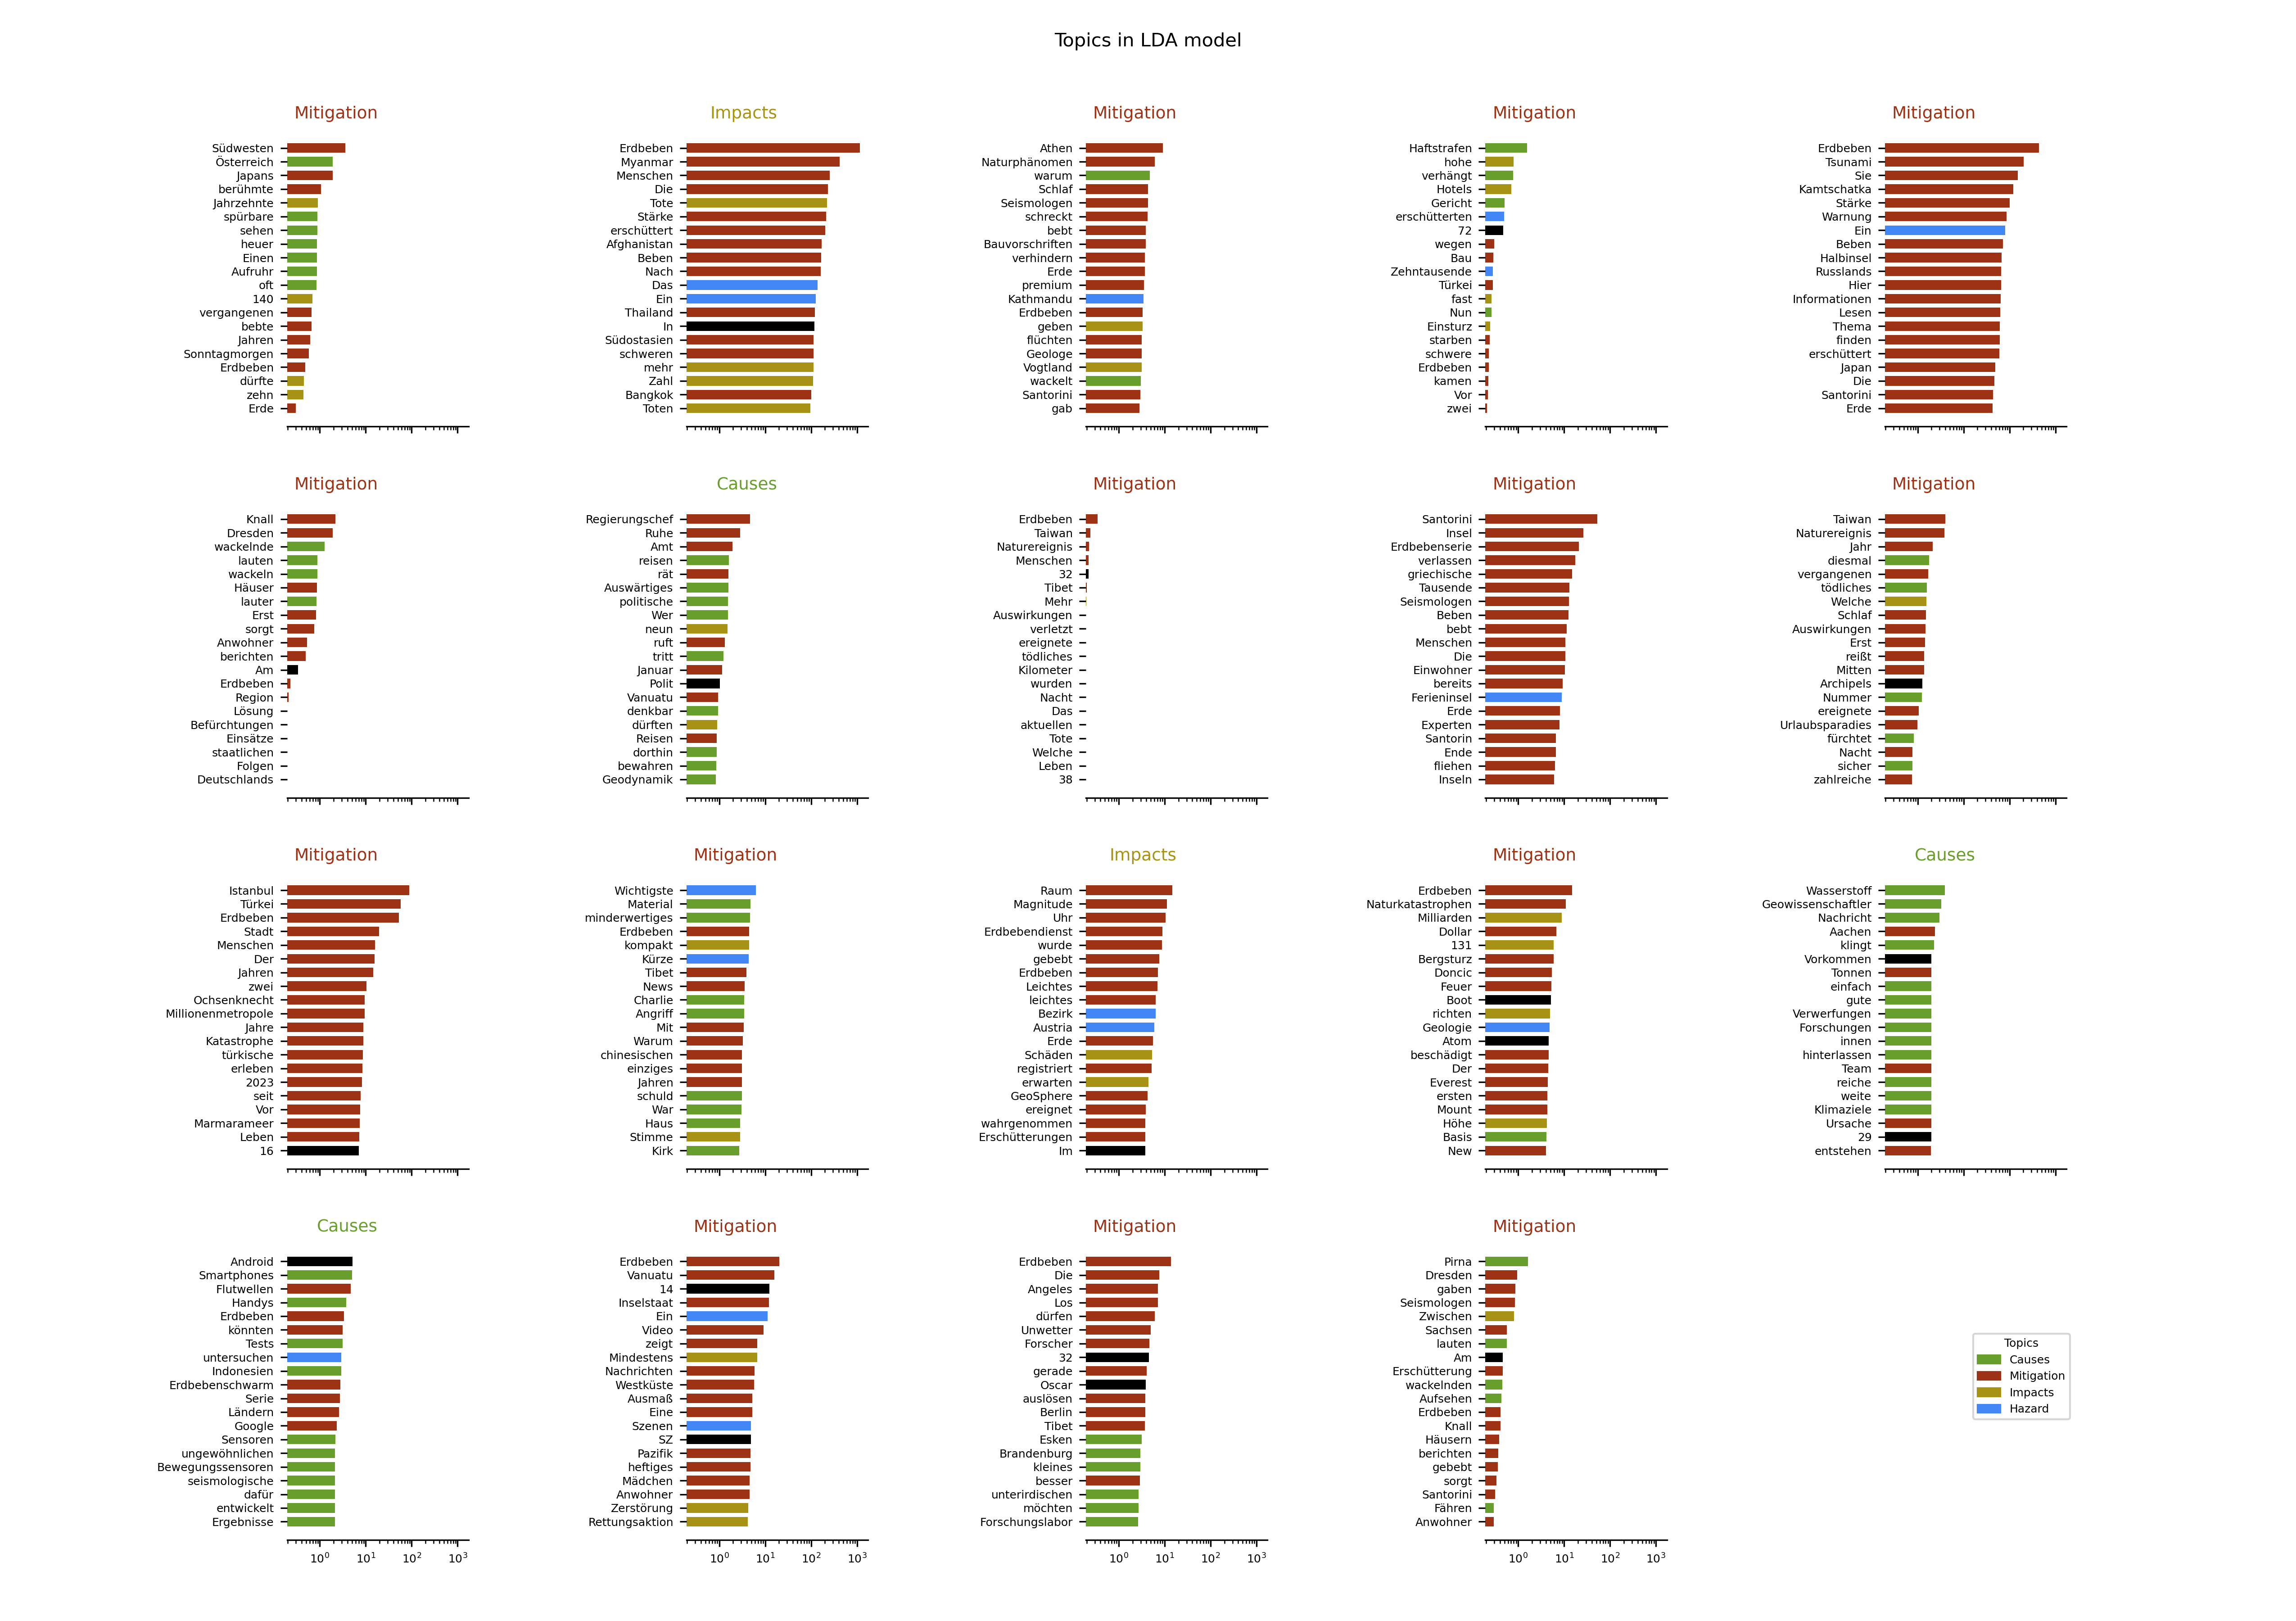 Topics in LDA model
Mitigation
Südwesten
Österreich
Japans
berühmte
Jahrzehnte
spürbare
sehen
heuer
Einen
Aufruhr
oft
140
vergangenen
bebte
Jahren
Sonntagmorgen
Erdbeben
dürfte
zehn
Erde
Impacts
Erdbeben
Myanmar
Menschen
Die
Tote
Stärke
erschüttert
Afghanistan
Beben
Nach
Das
Ein
Thailand
In
Südostasien
schweren
mehr
Zahl
Bangkok
Toten
Mitigation
Athen
Naturphänomen
warum
Schlaf
Seismologen
schreckt
bebt
Bauvorschriften
verhindern
Erde
premium
Kathmandu
Erdbeben
geben
flüchten
Geologe
Vogtland
wackelt
Santorini
gab
Mitigation
Haftstrafen
hohe
verhängt
Hotels
Gericht
erschütterten
72
wegen
Bau
Zehntausende
Türkei
fast
Nun
Einsturz
starben
schwere
Erdbeben
kamen
Vor
zwei
Mitigation
Erdbeben
Tsunami
Sie
Kamtschatka
Stärke
Warnung
Ein
Beben
Halbinsel
Russlands
Hier
Informationen
Lesen
Thema
finden
erschüttert
Japan
Die
Santorini
Erde
Mitigation
Knall
Dresden
wackelnde
lauten
wackeln
Häuser
lauter
Erst
sorgt
Anwohner
berichten
Am
Erdbeben
Region
Lösung
Befürchtungen
Einsätze
staatlichen
Folgen
Deutschlands
Causes
Regierungschef
Ruhe
Amt
reisen
rät
Auswärtiges
politische
Wer
neun
ruft
tritt
Januar
Polit
Vanuatu
denkbar
dürften
Reisen
dorthin
bewahren
Geodynamik
Mitigation
Erdbeben
Taiwan
Naturereignis
Menschen
32
Tibet
Mehr
Auswirkungen
verletzt
ereignete
tödliches
Kilometer
wurden
Nacht
Das
aktuellen
Tote
Welche
Leben
38
Mitigation
Santorini
Insel
Erdbebenserie
verlassen
griechische
Tausende
Seismologen
Beben
bebt
Menschen
Die
Einwohner
bereits
Ferieninsel
Erde
Experten
Santorin
Ende
fliehen
Inseln
Mitigation
Taiwan
Naturereignis
Jahr
diesmal
vergangenen
tödliches
Welche
Schlaf
Auswirkungen
Erst
reißt
Mitten
Archipels
Nummer
ereignete
Urlaubsparadies
fürchtet
Nacht
sicher
zahlreiche
Mitigation
Istanbul
Türkei
Erdbeben
Stadt
Menschen
Der
Jahren
zwei
Ochsenknecht
Millionenmetropole
Jahre
Katastrophe
türkische
erleben
2023
seit
Vor
Marmarameer
Leben
16
Mitigation
Wichtigste
Material
minderwertiges
Erdbeben
kompakt
Kürze
Tibet
News
Charlie
Angriff
Mit
Warum
chinesischen
einziges
Jahren
schuld
War
Haus
Stimme
Kirk
Impacts
Raum
Magnitude
Uhr
Erdbebendienst
wurde
gebebt
Erdbeben
Leichtes
leichtes
Bezirk
Austria
Erde
Schäden
registriert
erwarten
GeoSphere
ereignet
wahrgenommen
Erschütterungen
Im
Mitigation
Erdbeben
Naturkatastrophen
Milliarden
Dollar
131
Bergsturz
Doncic
Feuer
Boot
richten
Geologie
Atom
beschädigt
Der
Everest
ersten
Mount
Höhe
Basis
New
Causes
Wasserstoff
Geowissenschaftler
Nachricht
Aachen
klingt
Vorkommen
Tonnen
einfach
gute
Verwerfungen
Forschungen
innen
hinterlassen
Team
reiche
weite
Klimaziele
Ursache
29
entstehen
Causes
Android
Smartphones
Flutwellen
Handys
Erdbeben
könnten
Tests
untersuchen
Indonesien
Erdbebenschwarm
Serie
Ländern
Google
Sensoren
ungewöhnlichen
Bewegungssensoren
seismologische
dafür
entwickelt
Ergebnisse
10⁰ 10¹ 10² 10³
Mitigation
Erdbeben
Vanuatu
14
Inselstaat
Ein
Video
zeigt
Mindestens
Nachrichten
Westküste
Ausmaß
Eine
Szenen
SZ
Pazifik
heftiges
Mädchen
Anwohner
Zerstörung
Rettungsaktion
10⁰ 10¹ 10² 10³
Mitigation
Erdbeben
Die
Angeles
Los
dürfen
Unwetter
Forscher
32
gerade
Oscar
auslösen
Berlin
Tibet
Esken
Brandenburg
kleines
besser
unterirdischen
möchten
Forschungslabor
10⁰ 10¹ 10² 10³
Mitigation
Pirna
Dresden
gaben
Seismologen
Zwischen
Sachsen
lauten
Am
Erschütterung
wackelnden
Aufsehen
Erdbeben
Knall
Häusern
berichten
gebebt
sorgt
Santorini
Fähren
Anwohner
10⁰ 10¹ 10² 10³
Topics
Causes
Mitigation
Impacts
Hazard